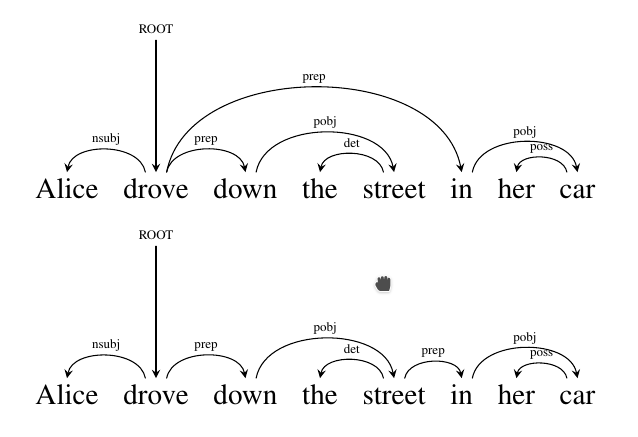 ROOT
prep
pobj
nsubj prep det pobj
poss
Alice drove down the street in her car
ROOT
pobj
nsubj prep det prep pobj
poss
Alice drove down the street in her car